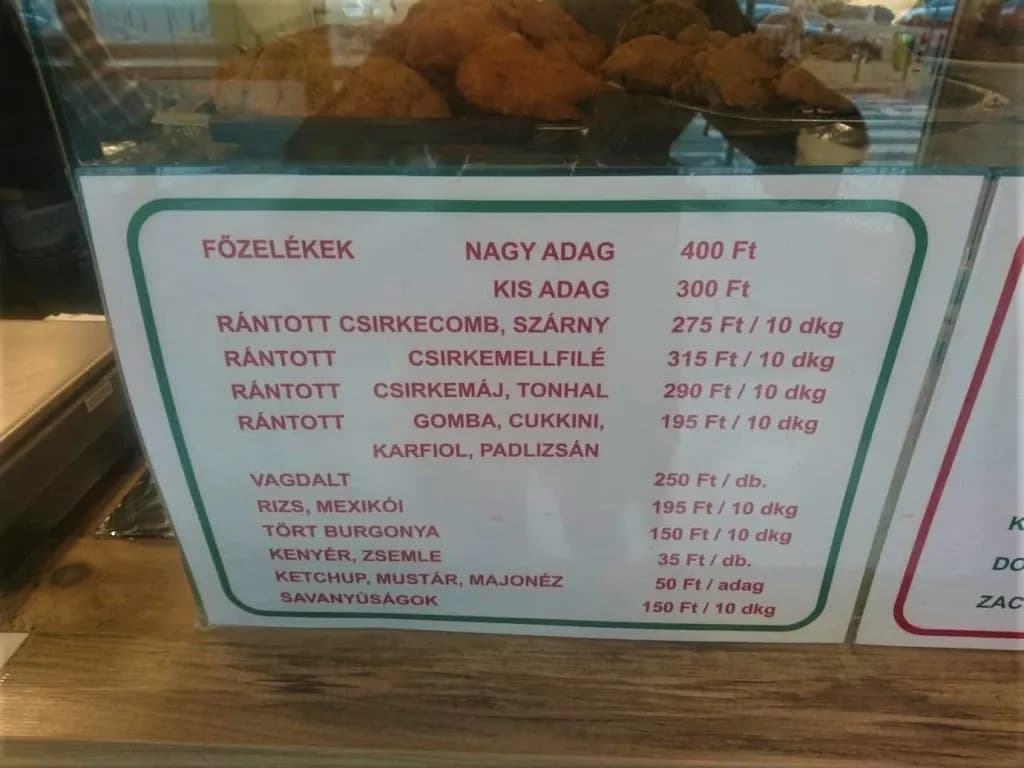 FŐZELÉKEK NAGY ADAG 400 Ft
KIS ADAG 300 Ft
RÁNTOTT CSIRKECOMB, SZÁRNY 275 Ft / 10 dkg
RÁNTOTT CSIRKEMELLFILÉ 315 Ft / 10 dkg
RÁNTOTT CSIRKEMÁJ, TONHAL 290 Ft / 10 dkg
RÁNTOTT GOMBA, CUKKINI, 195 Ft / 10 dkg
KARFIOL, PADLIZSÁN
VAGDALT 250 Ft / db.
RIZS, MEXIKÓI 195 Ft / 10 dkg
TÖRT BURGONYA 150 Ft / 10 dkg
KENYÉR, ZSEMLE 35 Ft / db.
KETCHUP, MUSTÁR, MAJONÉZ 50 Ft / adag
SAVANYÚSÁGOK 150 Ft / 10 dkg